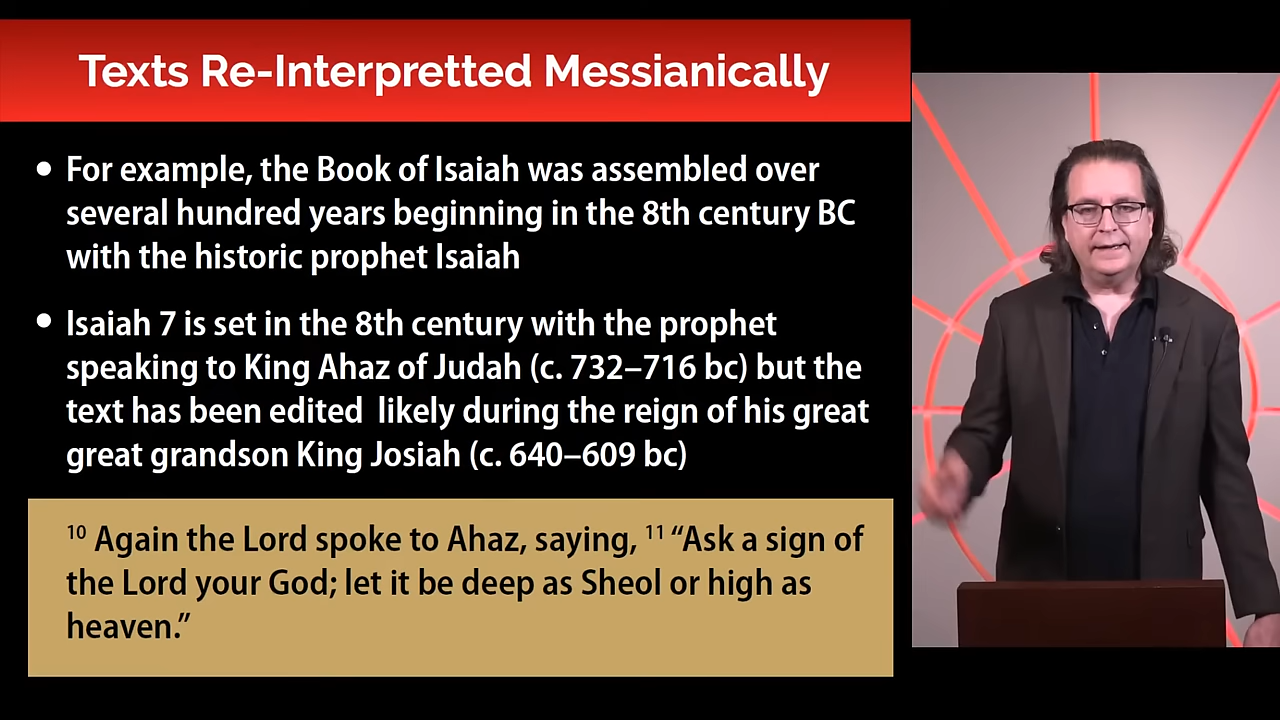 Texts Re-Interpretted Messianically
• For example, the Book of Isaiah was assembled over
several hundred years beginning in the 8th century BC
with the historic prophet Isaiah
• Isaiah 7 is set in the 8th century with the prophet
speaking to King Ahaz of Judah (c. 732–716 bc) but the
text has been edited  likely during the reign of his great
great grandson King Josiah (c. 640–609 bc)
10 Again the Lord spoke to Ahaz, saying, 11 “Ask a sign of
the Lord your God; let it be deep as Sheol or high as
heaven.”